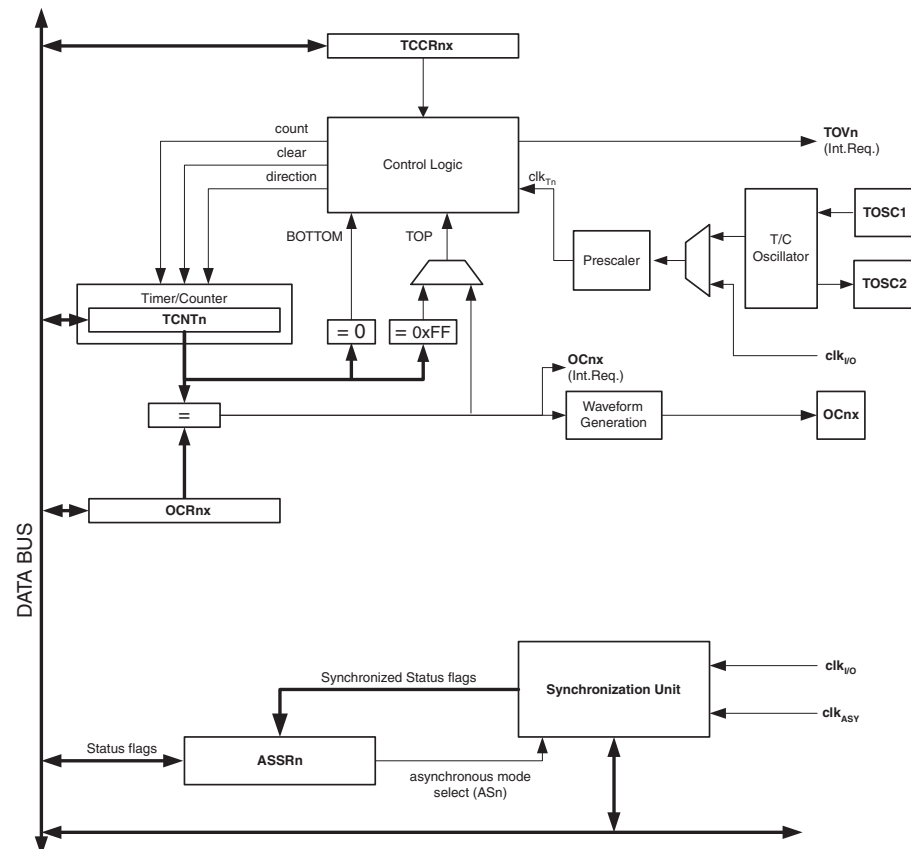 TCCRnx
count
clear
direction
Control Logic
TOVn
(Int.Req.)
clkTn
BOTTOM
TOP
TOSC1
T/C
Oscillator
Prescaler
TOSC2
Timer/Counter
TCNTn
= 0
= 0xFF
clkI/O
OCnx
(Int.Req.)
=
Waveform
Generation
OCnx
OCRnx
DATA BUS
Synchronized Status flags
Synchronization Unit
clkI/O
clkASY
Status flags
ASSRn
asynchronous mode
select (ASn)